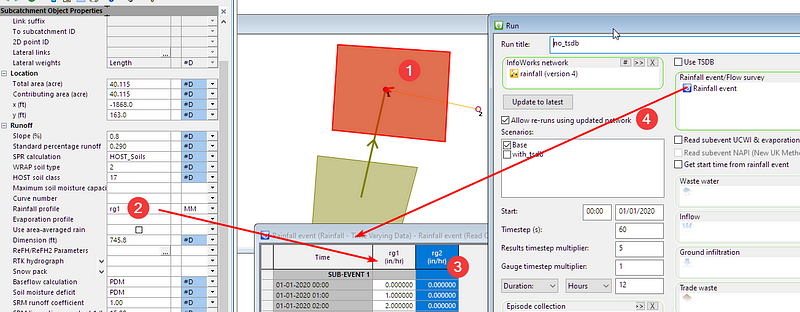 Subcatchment Object Properties
Link suffix
To subcatchment ID
2D point ID
Lateral links ...
Lateral weights Length #D
Location
Total area (acre) 40.115 #D
Contributing area (acre) 40.115 #D
x (ft) -1868.0 #D
y (ft) 163.0 #D
Runoff
Slope (%) 0.8 #D
Standard percentage runoff 0.290 #D
SPR calculation HOST_Soils #D
WRAP soil type 2 #D
HOST soil class 17 #D
Maximum soil moisture capaci
Curve number
Rainfall profile rg1 MM
Evaporation profile
Use area-averaged rain
Dimension (ft) 745.8 #D
ReFH/ReFH2 Parameters ...
RTK hydrograph
Snow pack
Baseflow calculation PDM #D
Soil moisture deficit PDM #D
SRM runoff coefficient 1.00 #D
1
2
2
Rainfall event (Rainfall - Time Varying Data) - Rainfall event (Read O
Time rg1 (in/hr) rg2 (in/hr)
3
SUB-EVENT 1
01-01-2020 00:00 0.000000 0.000000
01-01-2020 01:00 1.000000 0.000000
01-01-2020 02:00 2.000000 0.000000
Run
Run title: no_tsdb
InfoWorks network # >> X
rainfall (version 4)
Update to latest
Allow re-runs using updated network
4
Scenarios:
Base
with_tsdb
Start: 00:00 01/01/2020
Timestep (s): 60
Results timestep multiplier: 5
Gauge timestep multiplier: 1
Duration: Hours 12
Episode collection >> X
Use TSDB
Rainfall event/Flow survey
Rainfall event
Read subevent UCWI & evaporation
Read subevent NAPI (New UK Metho
Get start time from rainfall event
Waste water
Inflow
Ground infiltration
Trade waste